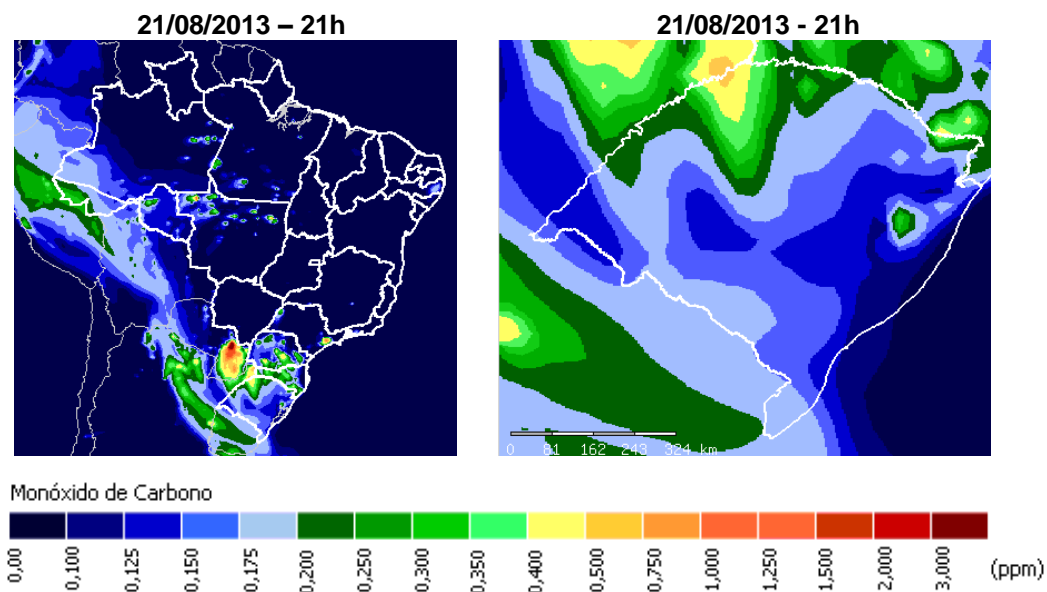 21/08/2013 – 21h
21/08/2013 - 21h
0 81 162 243 324 km
Monóxido de Carbono
0,00 0,100 0,125 0,150 0,175 0,200 0,250 0,300 0,350 0,400 0,500 0,750 1,000 1,250 1,500 2,000 3,000 (ppm)